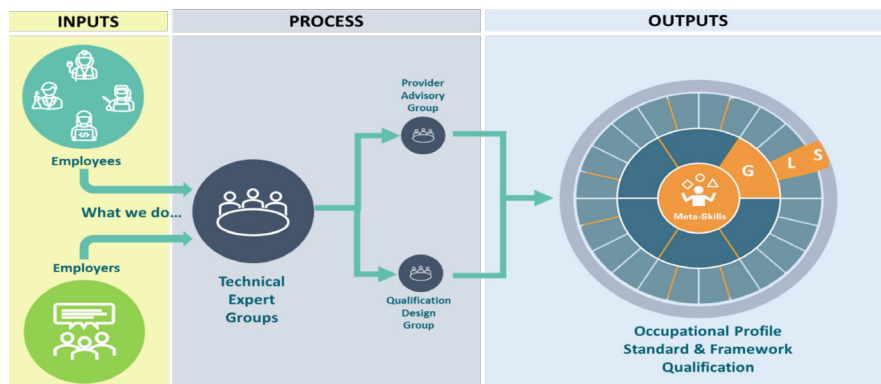 INPUTS
PROCESS
OUTPUTS
Employees
What we do...
Employers
Technical
Expert
Groups
Provider
Advisory
Group
Qualification
Design
Group
G
L
S
Meta-Skills
Occupational Profile
Standard & Framework
Qualification